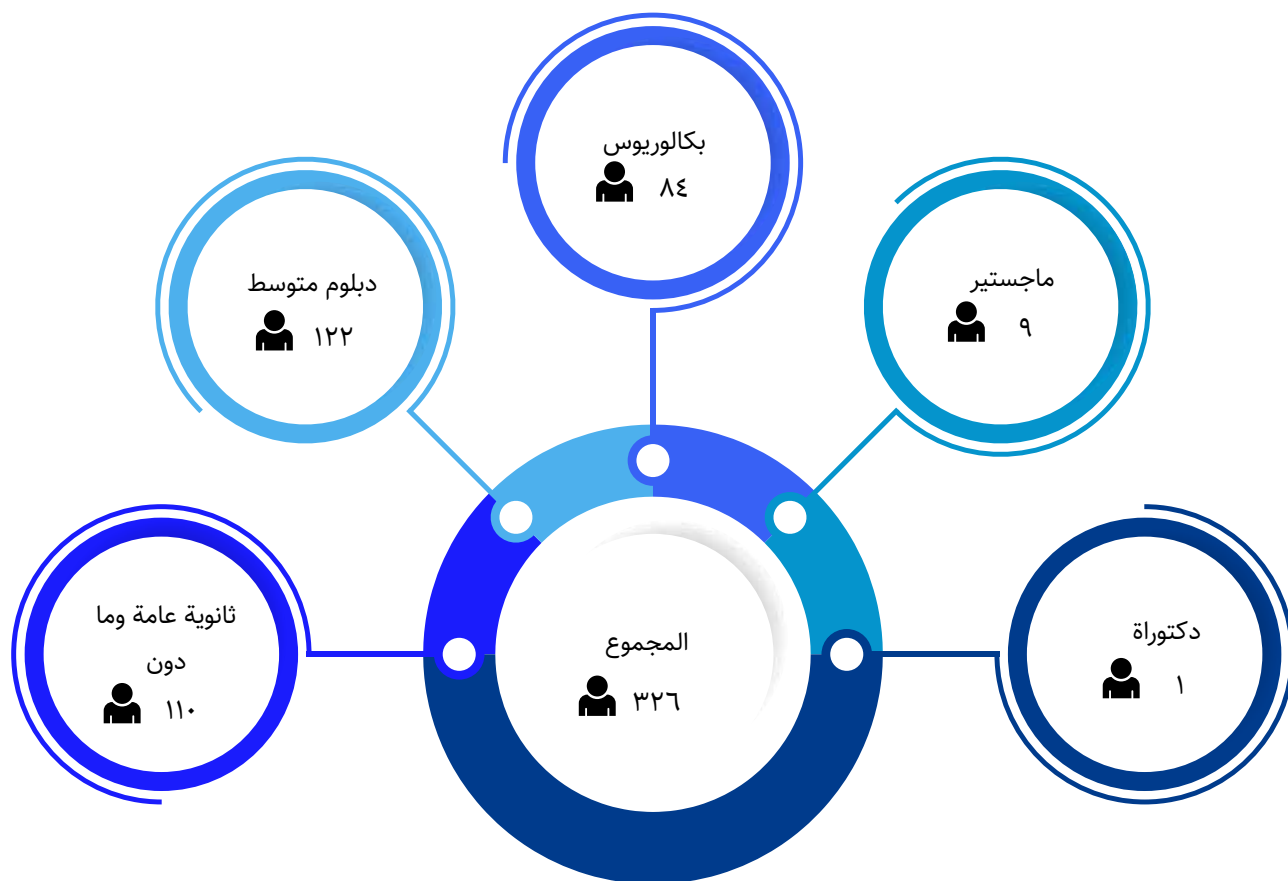 بكالوريوس
٨٤
ماجستير
٩
دبلوم متوسط
١٢٢
دكتوراة
١
ثانوية عامة وما
دون
١١٠
المجموع
٣٢٦